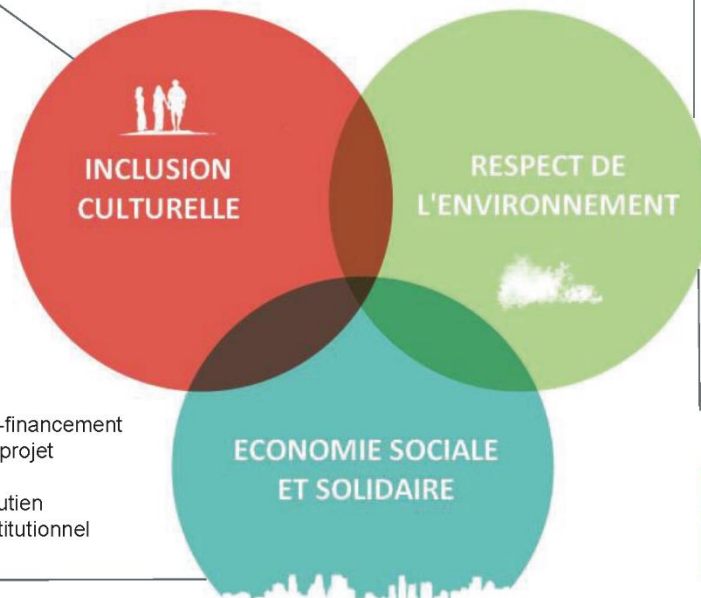 INCLUSION
CULTURELLE
RESPECT DE
L'ENVIRONNEMENT
-financement
projet
utien
titutionnel
ECONOMIE SOCIALE
ET SOLIDAIRE